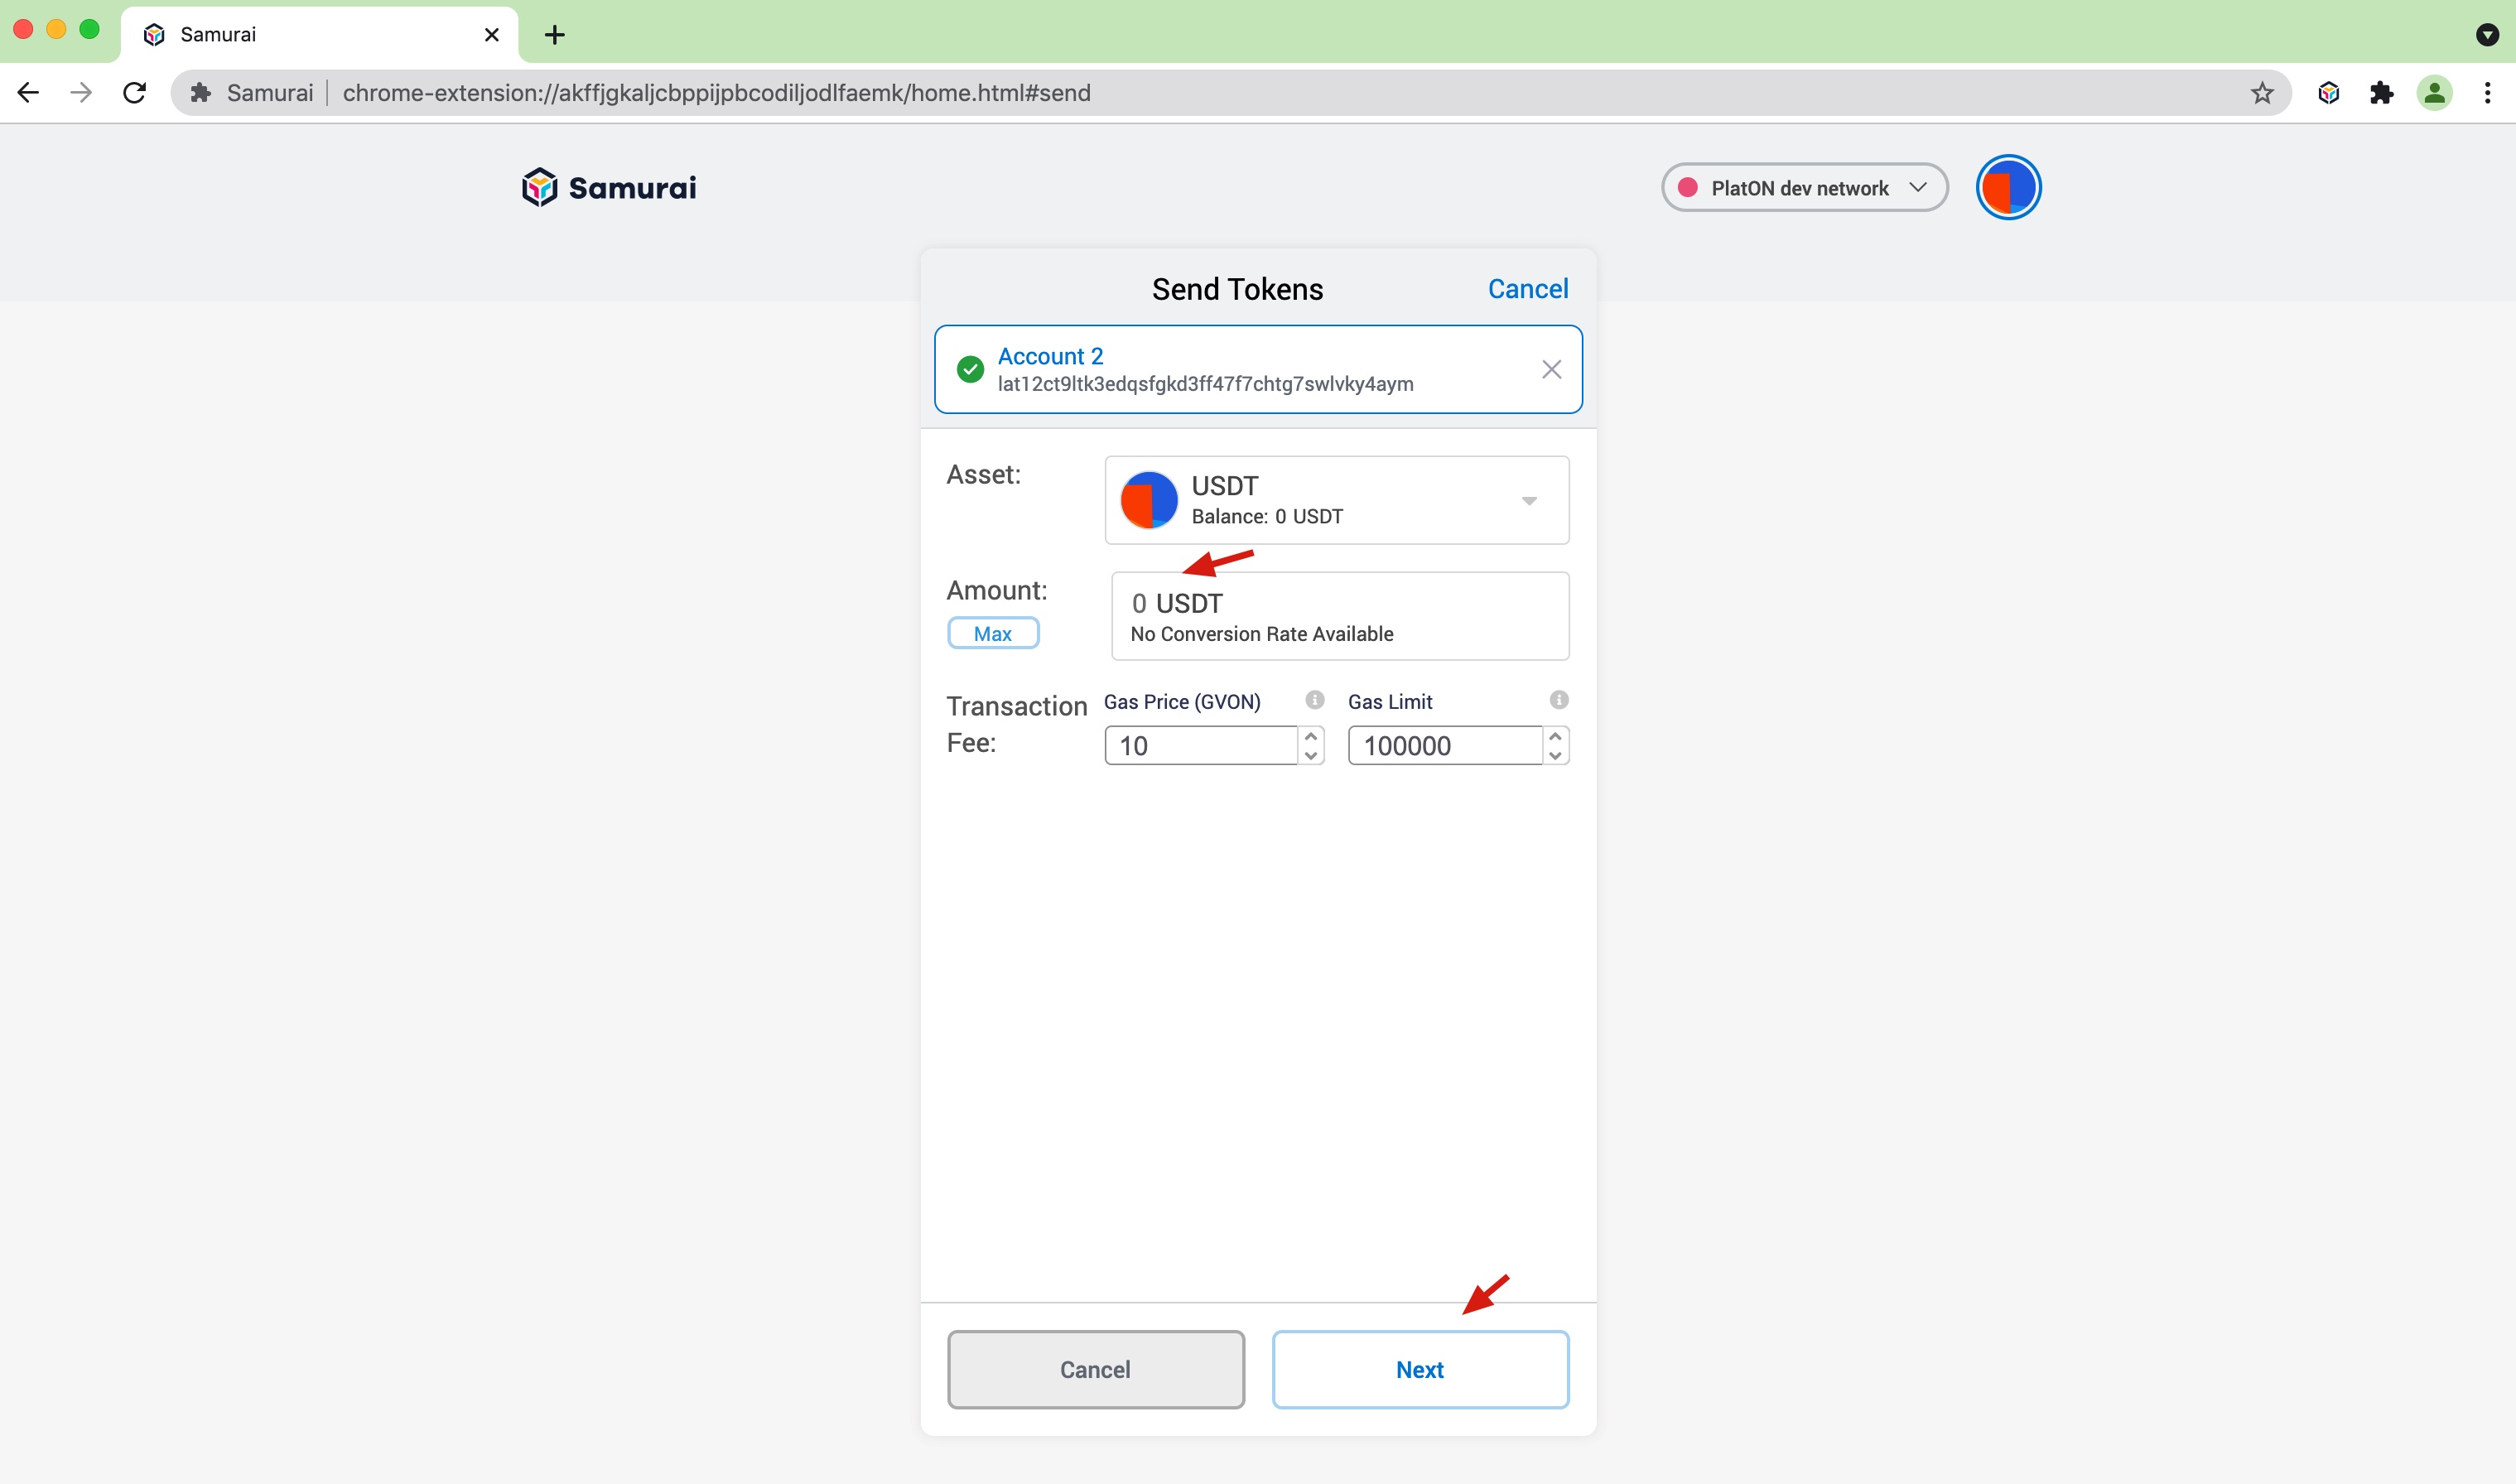 Samurai
Samurai
chrome-extension://akffjgkaljcbppijpbcodiljodlfaemk/home.html#send
Samurai
PlatON dev network
Send Tokens
Cancel
Account 2
lat12ct9ltk3edqsfgkd3ff47f7chtg7swlvky4aym
Asset:
USDT
Balance: 0 USDT
Amount:
Max
0 USDT
No Conversion Rate Available
Transaction
Fee:
Gas Price (GVON)
10
Gas Limit
100000
Cancel
Next